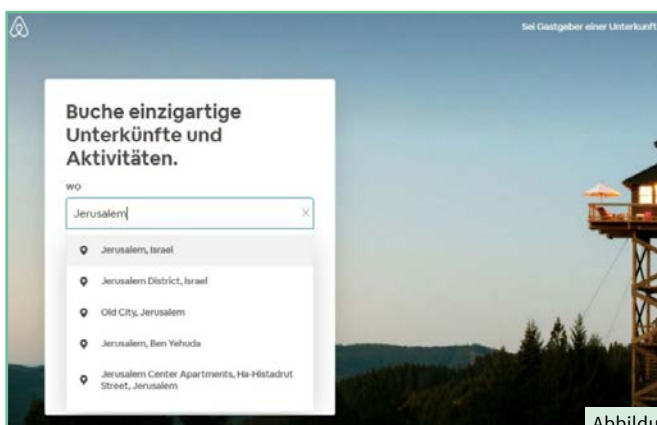 Sei Gastgeber einer Unterkunft
Buche einzigartige
Unterkünfte und
Aktivitäten.
WO
Jerusalem
Jerusalem, Israel
Jerusalem District, Israel
Old City, Jerusalem
Jerusalem, Ben Yehuda
Jerusalem Center Apartments, Ha-Histadrut
Street, Jerusalem